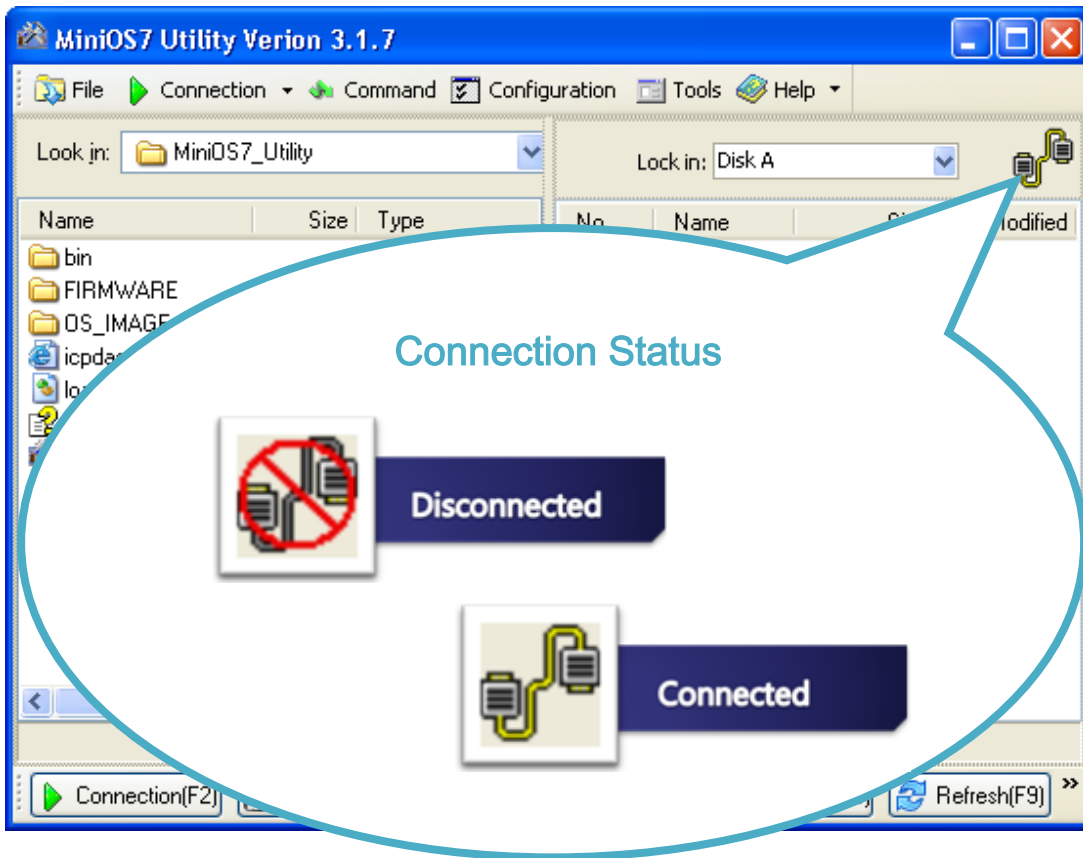 MiniOS7 Utility Verion 3.1.7
File Connection Command Configuration Tools Help
Look in: MiniOS7_Utility
Lock in: Disk A
Name Size Type
No Name
bin
FIRMWARE
OS_IMAGE
Connection Status
Disconnected
Connected
Connection(F2) Refresh(F9) »